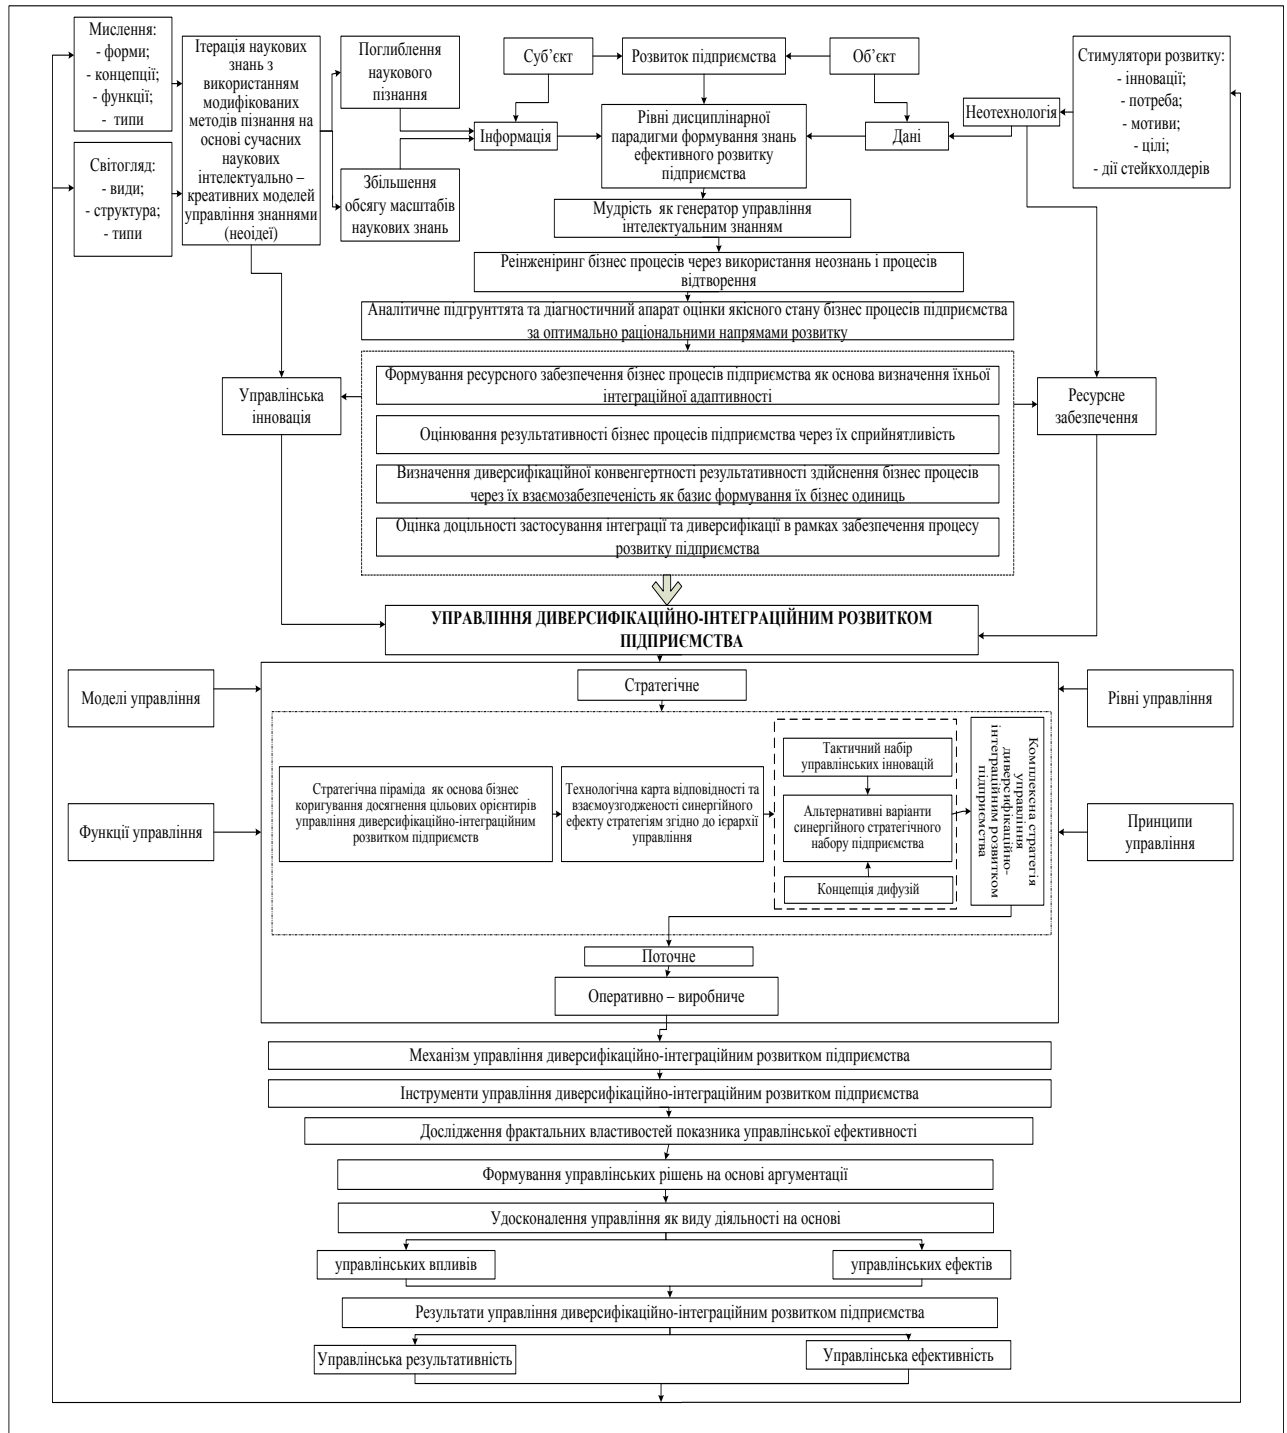 Мислення:
- форми;
- концепції;
- функції;
- типи
Світогляд:
- види;
- структура;
- типи
Ітерація наукових
знань з
використанням
модифікованих
методів пізнання на
основі сучасних
наукових
інтелектуально –
креативних моделей
управління знаннями
(неоідеї)
Поглиблення
наукового
пізнання
Збільшення
обсягу масштабів
наукових знань
Суб’єкт
Розвиток підприємства
Об’єкт
Інформація
Рівні дисциплінарної
парадигми формування знань
ефективного розвитку
підприємства
Дані
Неотехнологія
Стимулятори розвитку:
- інновації;
- потреба;
- мотиви;
- цілі;
- дії стейкхолдерів
Мудрість як генератор управління
інтелектуальним знанням
Реінженіринг бізнес процесів через використання неознань і процесів
відтворення
Аналітичне підгрунттята та діагностичний апарат оцінки якісного стану бізнес процесів підприємства
за оптимально раціональними напрямами розвитку
Управлінська
інновація
Формування ресурсного забезпечення бізнес процесів підприємства як основа визначення їхньої
інтеграційної адаптивності
Оцінювання результативності бізнес процесів підприємства через їх сприйнятливість
Визначення диверсифікаційної конвенгертності результативності здійснення бізнес процесів
через їх взаємозабезпеченість як базис формування їх бізнес одиниць
Оцінка доцільності застосування інтеграції та диверсифікації в рамках забезпечення процесу
розвитку підприємства
Ресурсне
забезпечення
УПРАВЛІННЯ ДИВЕРСИФІКАЦІЙНО-ІНТЕГРАЦІЙНИМ РОЗВИТКОМ
ПІДПРИЄМСТВА
Моделі управління
Функції управління
Рівні управління
Принципи
управління
Стратегічне
Стратегічна піраміда як основа бізнес
коригування досягнення цільових орієнтирів
управління диверсифікаційно-інтеграційним
розвитком підприємств
Технологічна карта відповідності та
взаємоузгодженості синергійного
ефекту стратегіям згідно до ієрархії
управління
Тактичний набір
управлінських інновацій
Альтернативні варіанти
синергійного стратегічного
набору підприємства
Концепція дифузій
Комплексна стратегія
управління
диверсифікаційно-
інтеграційним розвитком
підприємства
Поточне
Оперативно – виробниче
Механізм управління диверсифікаційно-інтеграційним розвитком підприємства
Інструменти управління диверсифікаційно-інтеграційним розвитком підприємства
Дослідження фрактальних властивостей показника управлінської ефективності
Формування управлінських рішень на основі аргументації
Удосконалення управління як виду діяльності на основі
управлінських впливів
управлінських ефектів
Результати управління диверсифікаційно-інтеграційним розвитком підприємства
Управлінська результативність
Управлінська ефективність